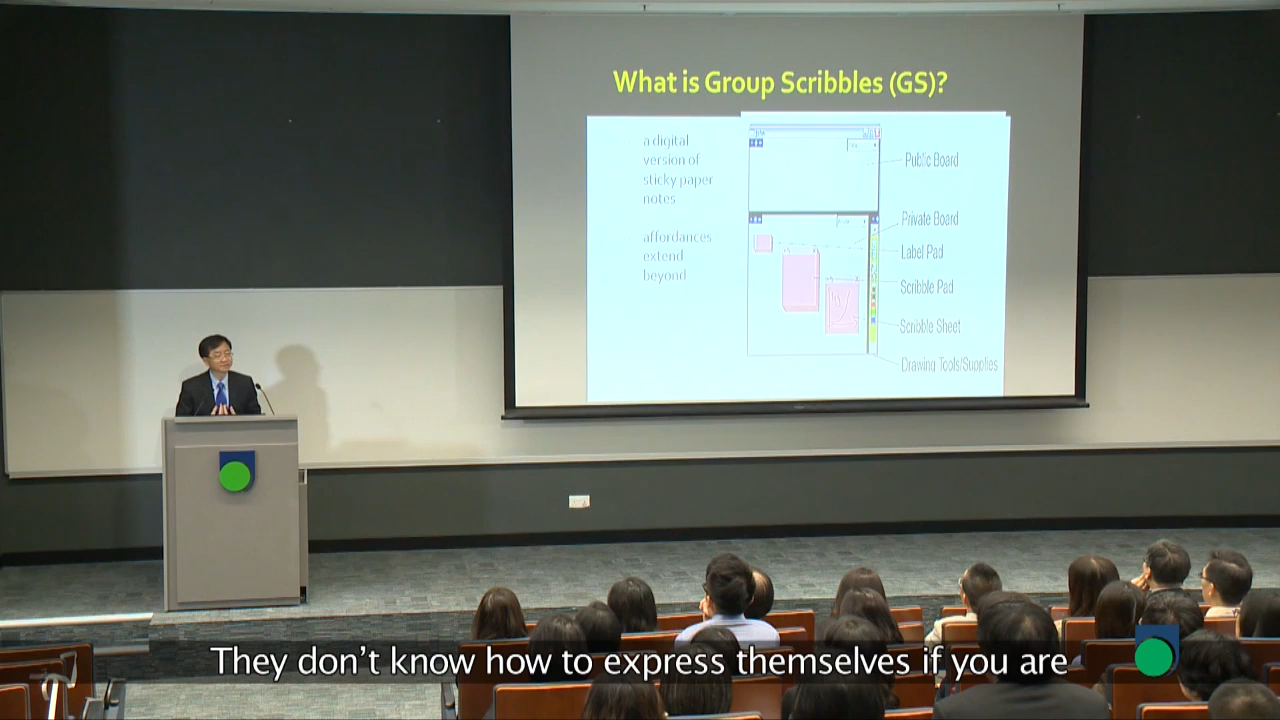 What is Group Scribbles (GS)?
a digital
version of
sticky paper
notes
affordances
extend
beyond
Public Board
Private Board
Label Pad
Scribble Pad
Scribble Sheet
Drawing Tools/Supplies
They don't know how to express themselves if you are